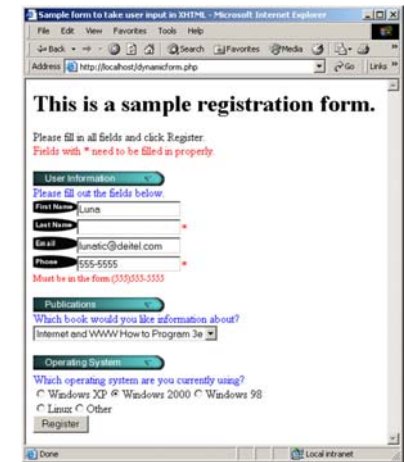 Sample form to take user input in XHTML - Microsoft Internet Explorer
File Edit View Favorites Tools Help
Back Search Favorites Media
Address http://localhost/dynamicform.php Go Links
This is a sample registration form.
Please fill in all fields and click Register.
Fields with * need to be filled in properly.
User Information
Please fill out the fields below.
First Name Luna
Last Name *
Email lunatic@deitel.com
Phone 555-5555 *
Must be in the form (555)555-5555
Publications
Which book would you like information about?
Internet and WWW How to Program 3e
Operating System
Which operating system are you currently using?
Windows XP Windows 2000 Windows 98
Linux Other
Register
Done Local intranet